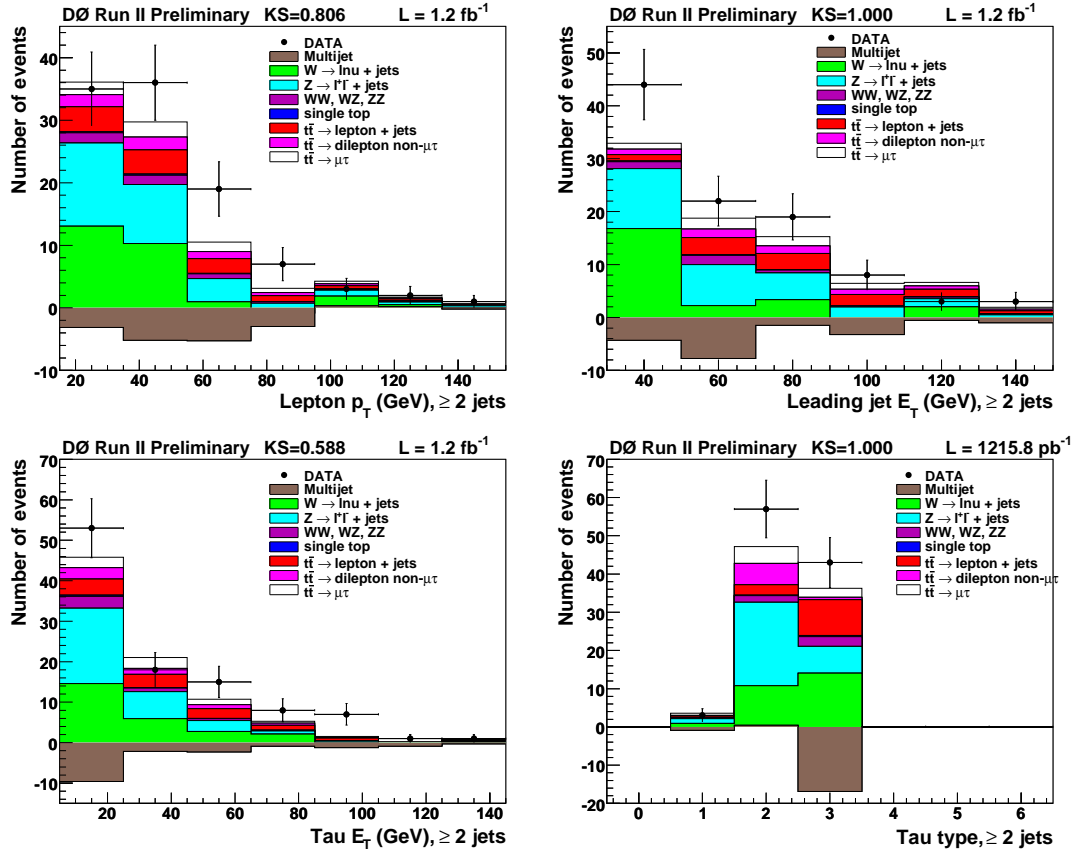 DØ Run II Preliminary KS=0.806 L = 1.2 fb⁻¹
Number of events
40
30
20
10
0
-10
DATA
Multijet
W → lnu + jets
Z → l⁺l⁻ + jets
WW, WZ, ZZ
single top
tt̄ → lepton + jets
tt̄ → dilepton non-μτ
tt̄ → μτ
20 40 60 80 100 120 140
Lepton p_T (GeV), ≥ 2 jets
DØ Run II Preliminary KS=1.000 L = 1.2 fb⁻¹
Number of events
50
40
30
20
10
0
-10
DATA
Multijet
W → lnu + jets
Z → l⁺l⁻ + jets
WW, WZ, ZZ
single top
tt̄ → lepton + jets
tt̄ → dilepton non-μτ
tt̄ → μτ
40 60 80 100 120 140
Leading jet E_T (GeV), ≥ 2 jets
DØ Run II Preliminary KS=0.588 L = 1.2 fb⁻¹
Number of events
70
60
50
40
30
20
10
0
-10
DATA
Multijet
W → lnu + jets
Z → l⁺l⁻ + jets
WW, WZ, ZZ
single top
tt̄ → lepton + jets
tt̄ → dilepton non-μτ
tt̄ → μτ
20 40 60 80 100 120 140
Tau E_T (GeV), ≥ 2 jets
DØ Run II Preliminary KS=1.000 L = 1215.8 pb⁻¹
Number of events
70
60
50
40
30
20
10
0
-10
-20
DATA
Multijet
W → lnu + jets
Z → l⁺l⁻ + jets
WW, WZ, ZZ
single top
tt̄ → lepton + jets
tt̄ → dilepton non-μτ
tt̄ → μτ
0 1 2 3 4 5 6
Tau type, ≥ 2 jets